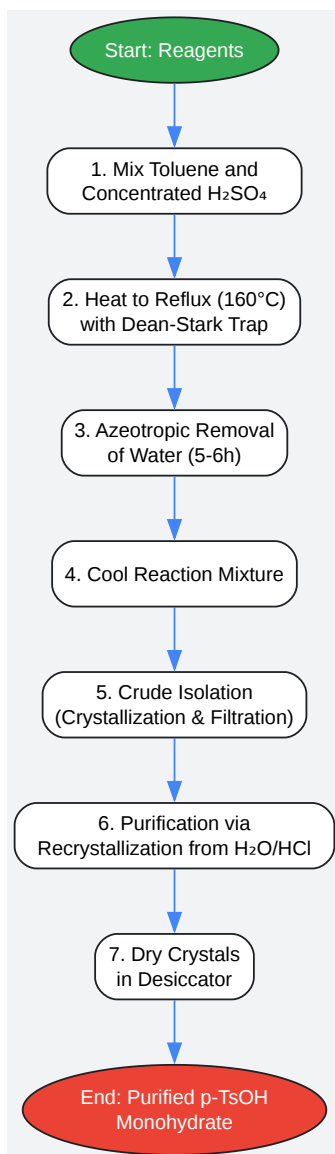 Start: Reagents
1. Mix Toluene and
Concentrated H₂SO₄
2. Heat to Reflux (160°C)
with Dean-Stark Trap
3. Azeotropic Removal
of Water (5-6h)
4. Cool Reaction Mixture
5. Crude Isolation
(Crystallization & Filtration)
6. Purification via
Recrystallization from H₂O/HCl
7. Dry Crystals
in Desiccator
End: Purified p-TsOH
Monohydrate